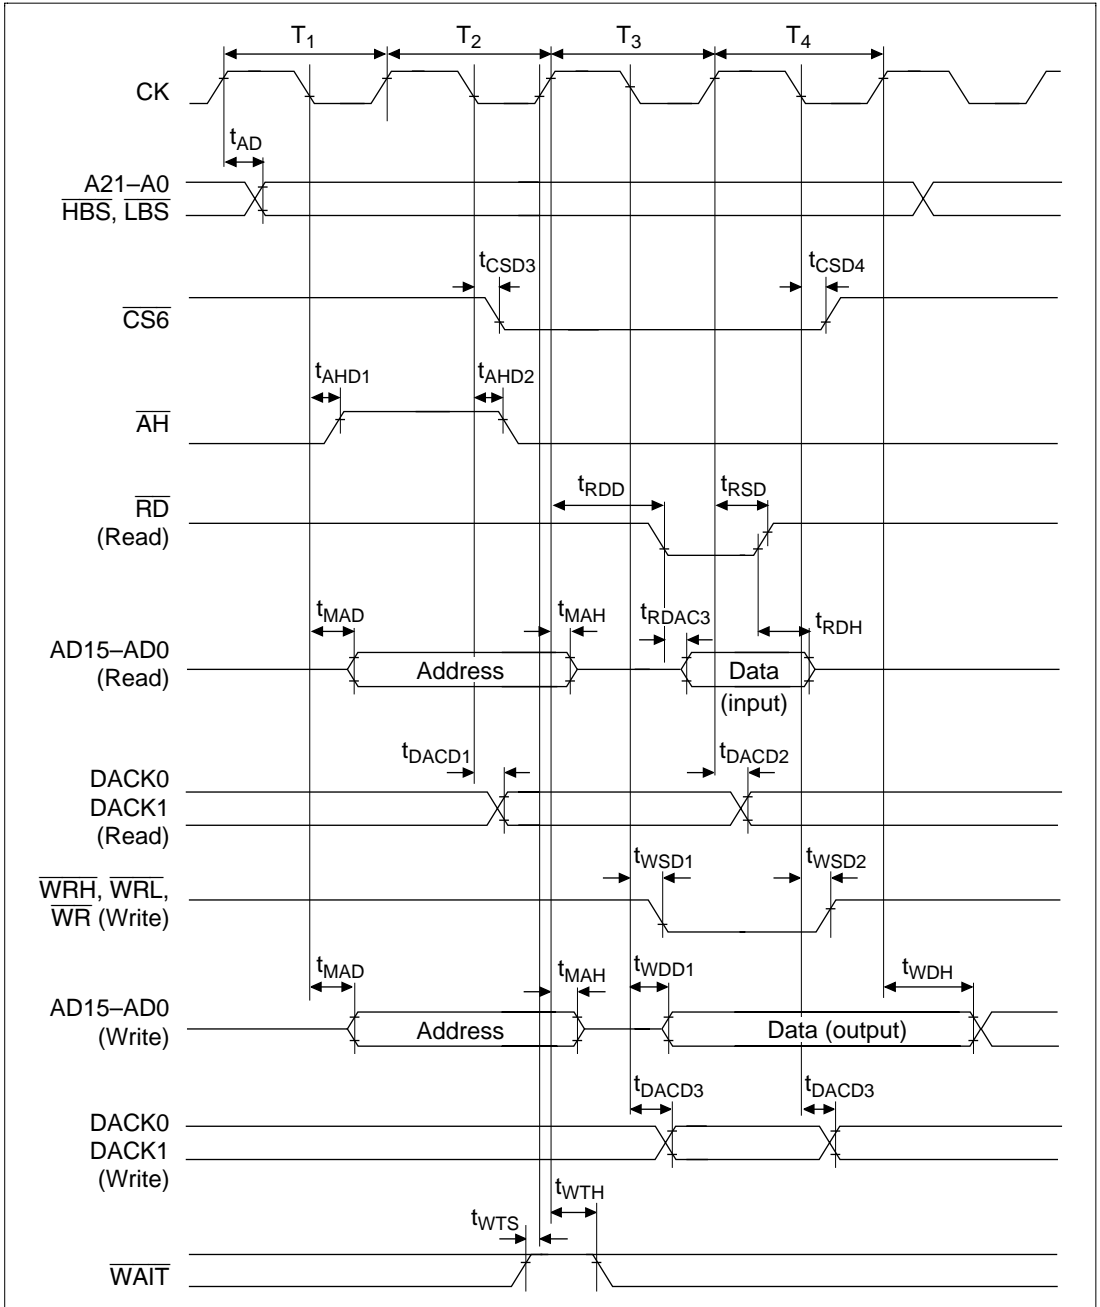 T1 T2 T3 T4
CK
tAD
A21–A0
HBS, LBS
tCSD3 tCSD4
CS6
tAHD1 tAHD2
AH
tRDD tRSD
RD
(Read)
tMAD tMAH tRDAC3 tRDH
AD15–AD0
(Read)
Address Data
(input)
tDACD1 tDACD2
DACK0
DACK1
(Read)
tWSD1 tWSD2
WRH, WRL,
WR (Write)
tMAD tMAH tWDD1 tWDH
AD15–AD0
(Write)
Address Data (output)
tDACD3 tDACD3
DACK0
DACK1
(Write)
tWTH
tWTS
WAIT